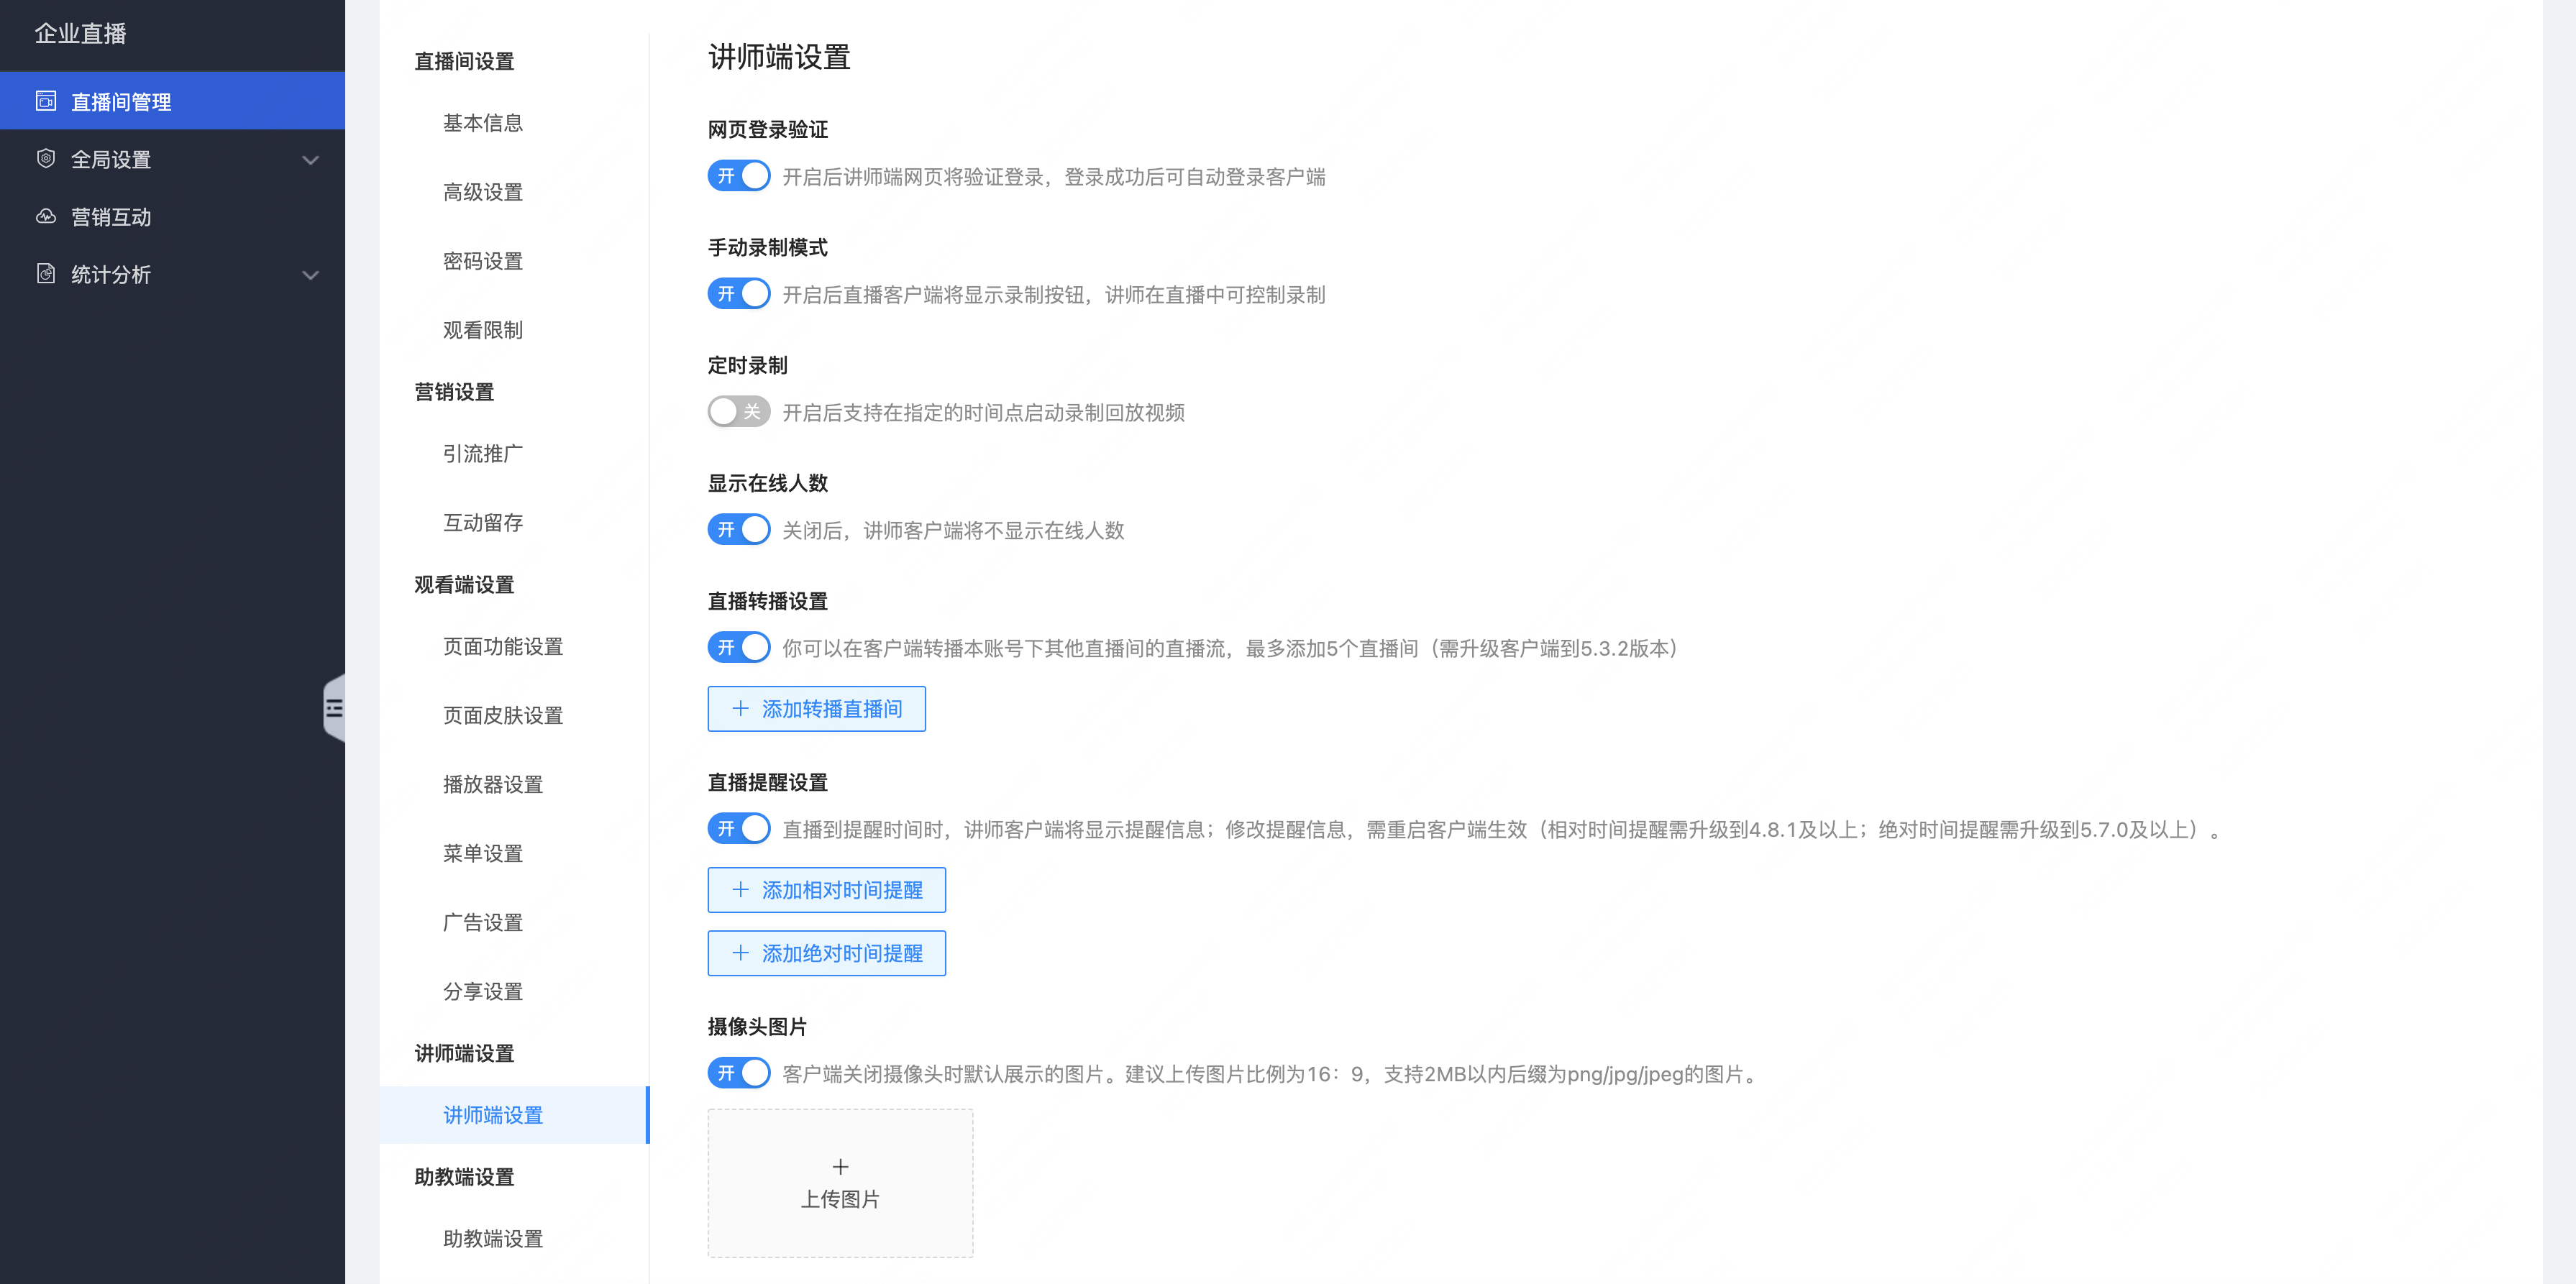 企业直播
直播间管理
全局设置
营销互动
统计分析
直播间设置
基本信息
高级设置
密码设置
观看限制
营销设置
引流推广
互动留存
观看端设置
页面功能设置
页面皮肤设置
播放器设置
菜单设置
广告设置
分享设置
讲师端设置
讲师端设置
助教端设置
助教端设置
讲师端设置
网页登录验证
开 开启后讲师端网页将验证登录，登录成功后可自动登录客户端
手动录制模式
开 开启后直播客户端将显示录制按钮，讲师在直播中可控制录制
定时录制
关 开启后支持在指定的时间点启动录制回放视频
显示在线人数
开 关闭后，讲师客户端将不显示在线人数
直播转播设置
开 你可以在客户端转播本账号下其他直播间的直播流，最多添加5个直播间（需升级客户端到5.3.2版本）
添加转播直播间
直播提醒设置
开 直播到提醒时间时，讲师客户端将显示提醒信息；修改提醒信息，需重启客户端生效（相对时间提醒需升级到4.8.1及以上；绝对时间提醒需升级到5.7.0及以上）。
添加相对时间提醒
添加绝对时间提醒
摄像头图片
开 客户端关闭摄像头时默认展示的图片。建议上传图片比例为16：9，支持2MB以内后缀为png/jpg/jpeg的图片。
上传图片